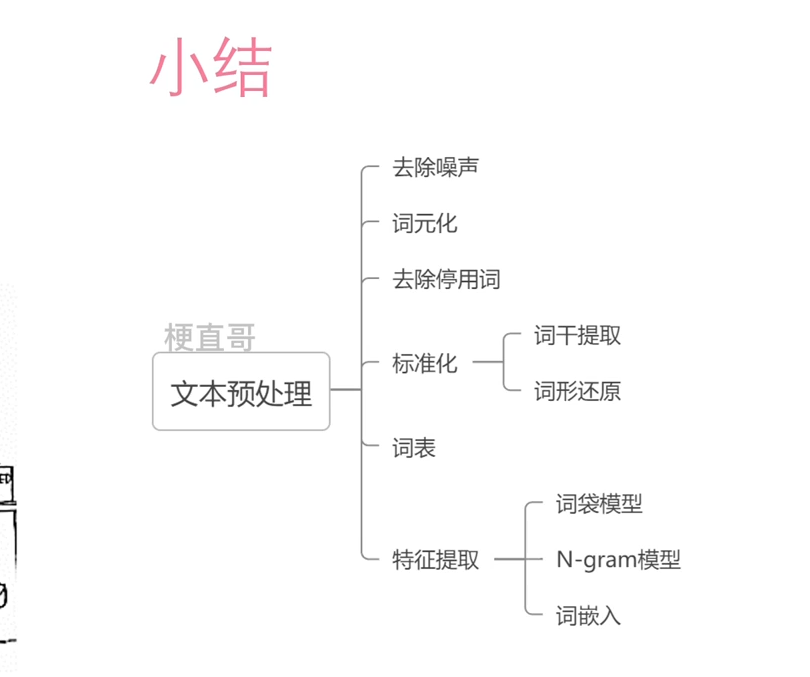 小结
去除噪声
词元化
去除停用词
标准化
词干提取
词形还原
梗直哥
文本预处理
词表
特征提取
词袋模型
N-gram模型
词嵌入